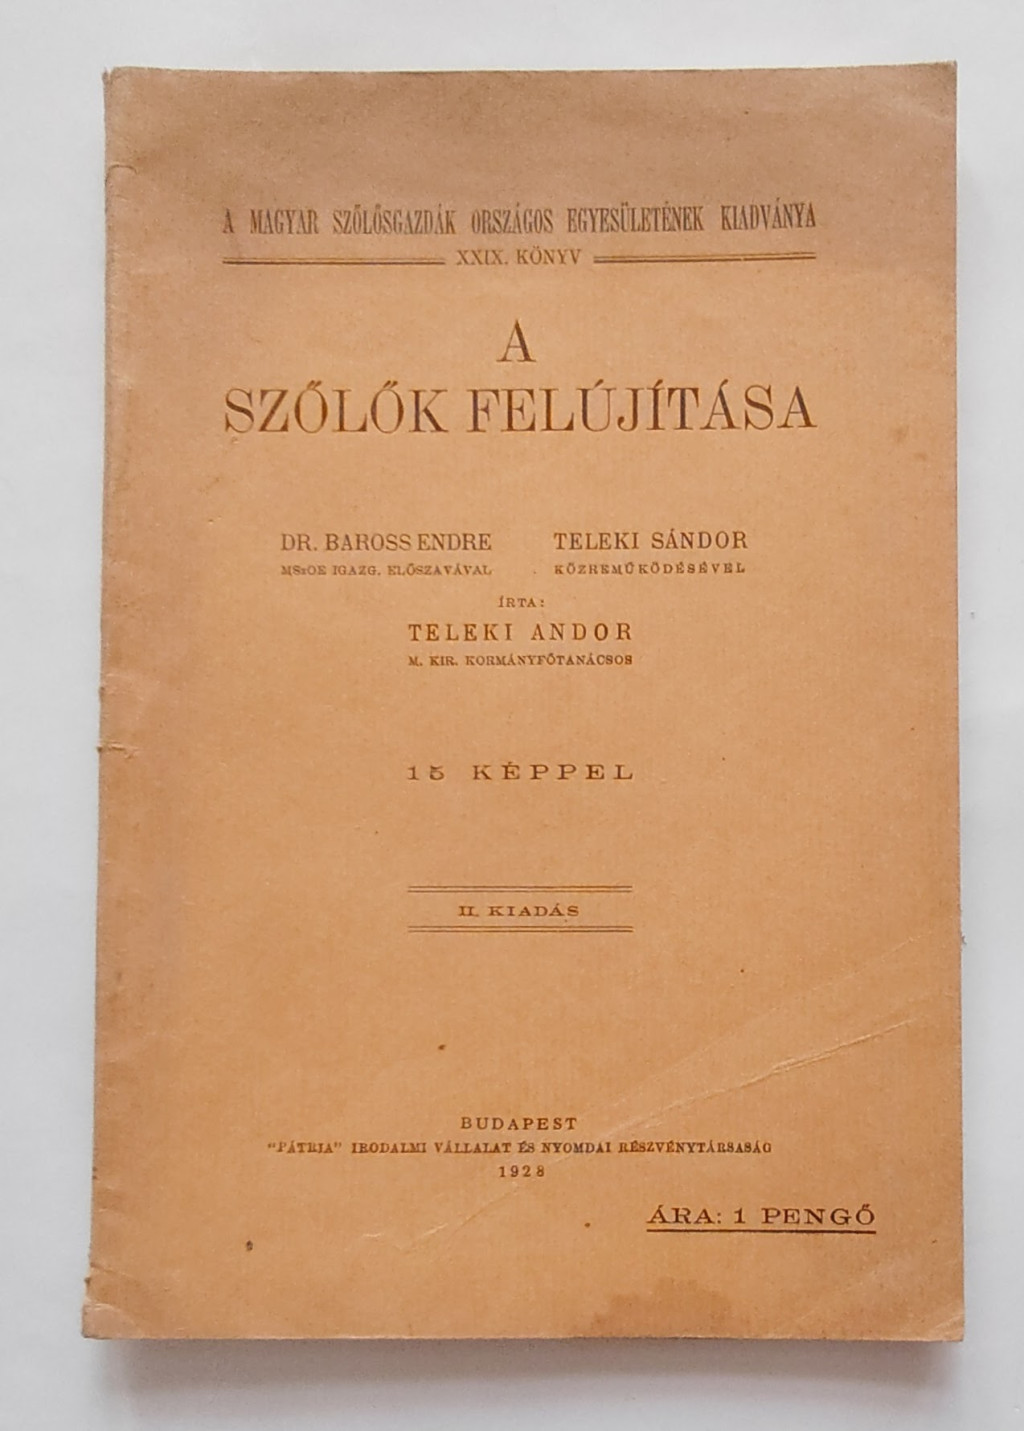 A MAGYAR SZŐLŐSGAZDÁK ORSZÁGOS EGYESÜLETÉNEK KIADVÁNYA
XXIX. KÖNYV
A
SZŐLŐK FELÚJÍTÁSA
DR. BAROSS ENDRE
MSzOE IGAZG. ELŐSZAVÁVAL
TELEKI SÁNDOR
KÖZREMŰKÖDÉSÉVEL
ÍRTA:
TELEKI ANDOR
M. KIR. KORMÁNYFŐTANÁCSOS
15 KÉPPEL
II. KIADÁS
BUDAPEST
"PÁTRIA" IRODALMI VÁLLALAT ÉS NYOMDAI RÉSZVÉNYTÁRSASÁG
1928
ÁRA: 1 PENGŐ